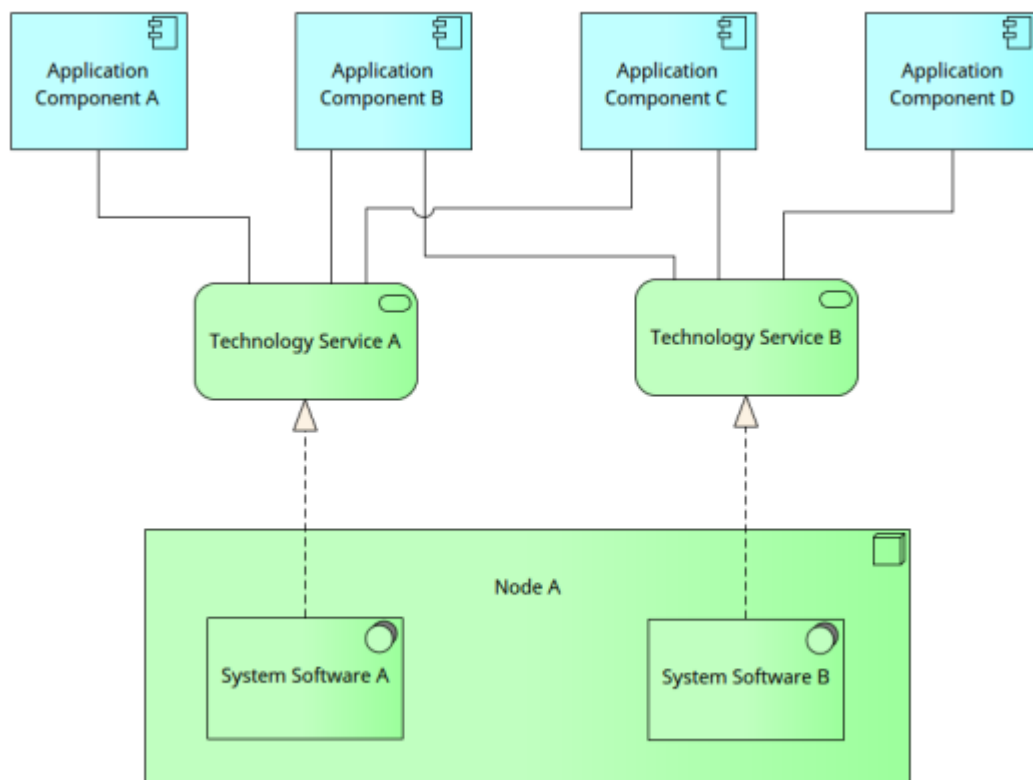 Application
Component A
Application
Component B
Application
Component C
Application
Component D
Technology Service A
Technology Service B
Node A
System Software A
System Software B